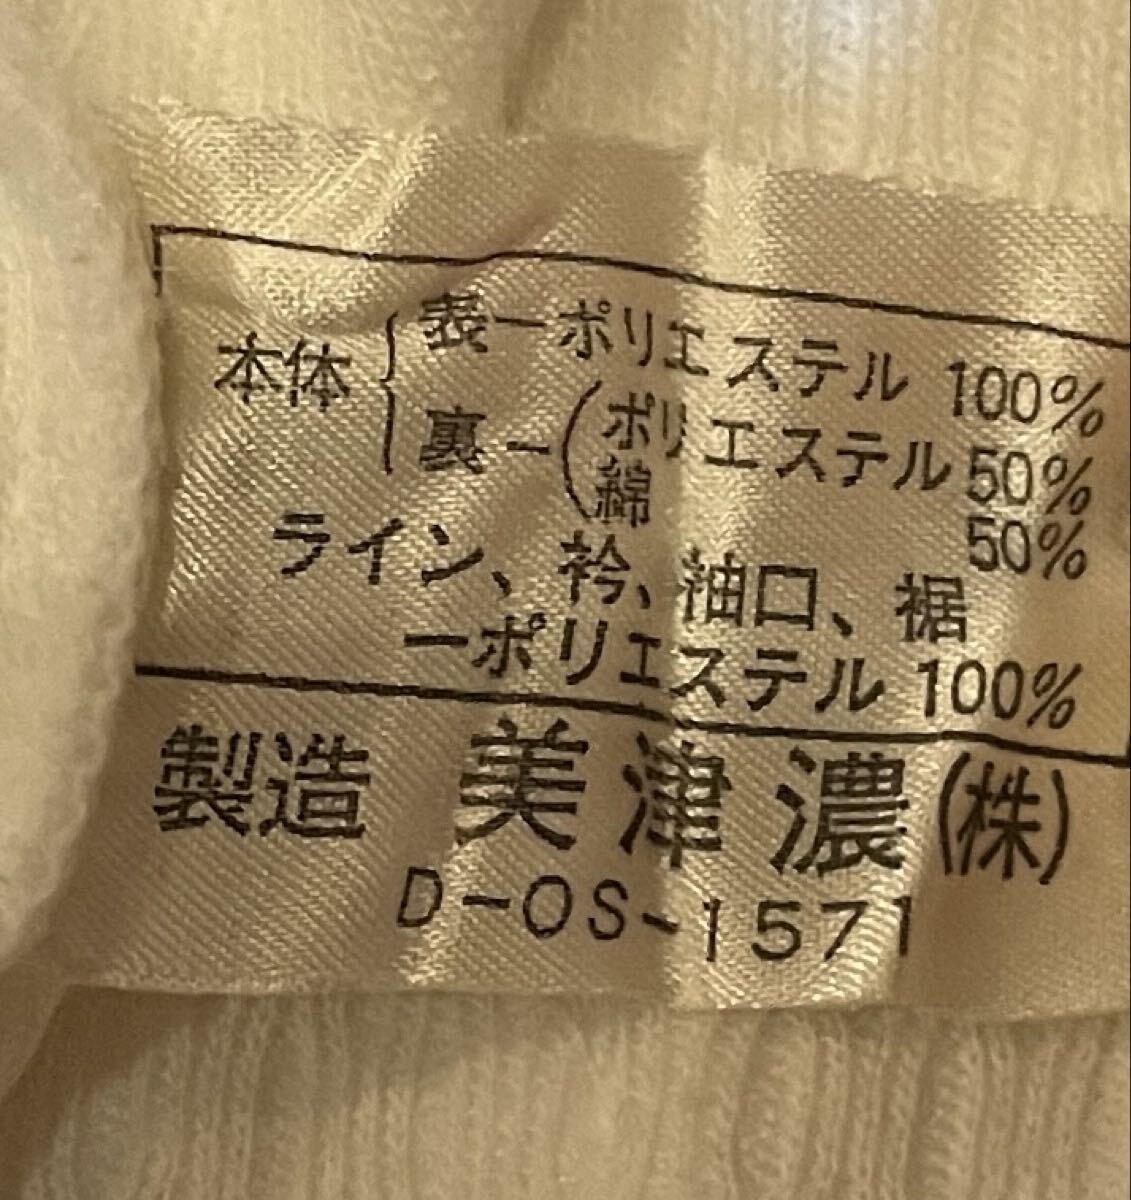 本体{表ーポリエステル 100%
裏ー(ポリエステル 50%
綿 50%
ライン、衿、袖口、裾
ーポリエステル 100%
製造 美津濃(株)
D-OS-1571